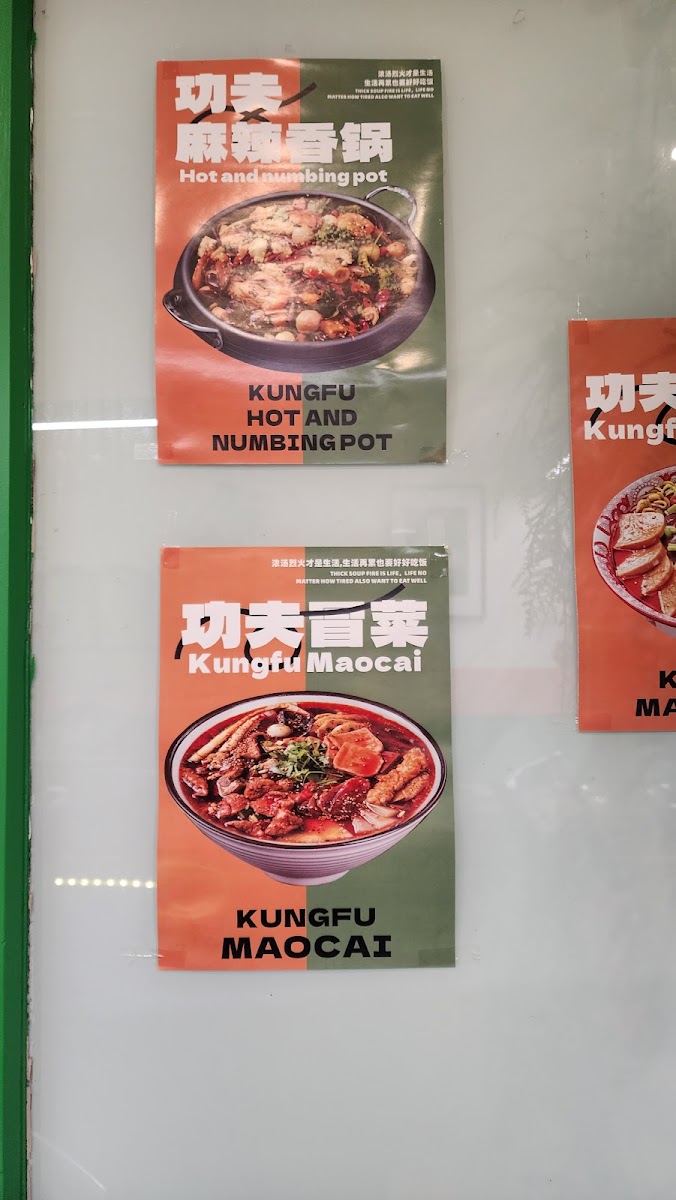 浓汤烈火才是生活
生活再累也要好好吃饭
THICK SOUP FIRE IS LIFE, LIFE NO
MATTER HOW TIRED ALSO WANT TO EAT WELL
功夫
麻辣香锅
Hot and numbing pot
KUNGFU
HOT AND
NUMBING POT
浓汤烈火才是生活,生活再累也要好好吃饭
THICK SOUP FIRE IS LIFE, LIFE NO
MATTER HOW TIRED ALSO WANT TO EAT WELL
功夫冒菜
Kungfu Maocai
KUNGFU
MAOCAI
功夫
Kungf
K
MA